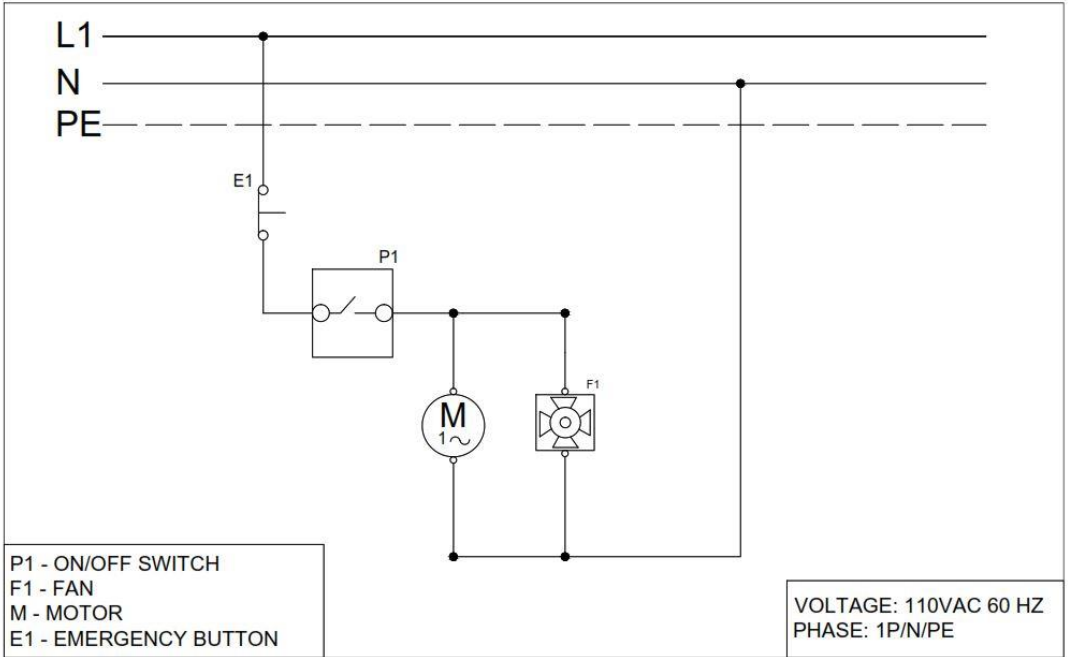 L1
N
PE
E1
P1
F1
M
1~
P1 - ON/OFF SWITCH
F1 - FAN
M - MOTOR
E1 - EMERGENCY BUTTON
VOLTAGE: 110VAC 60 HZ
PHASE: 1P/N/PE